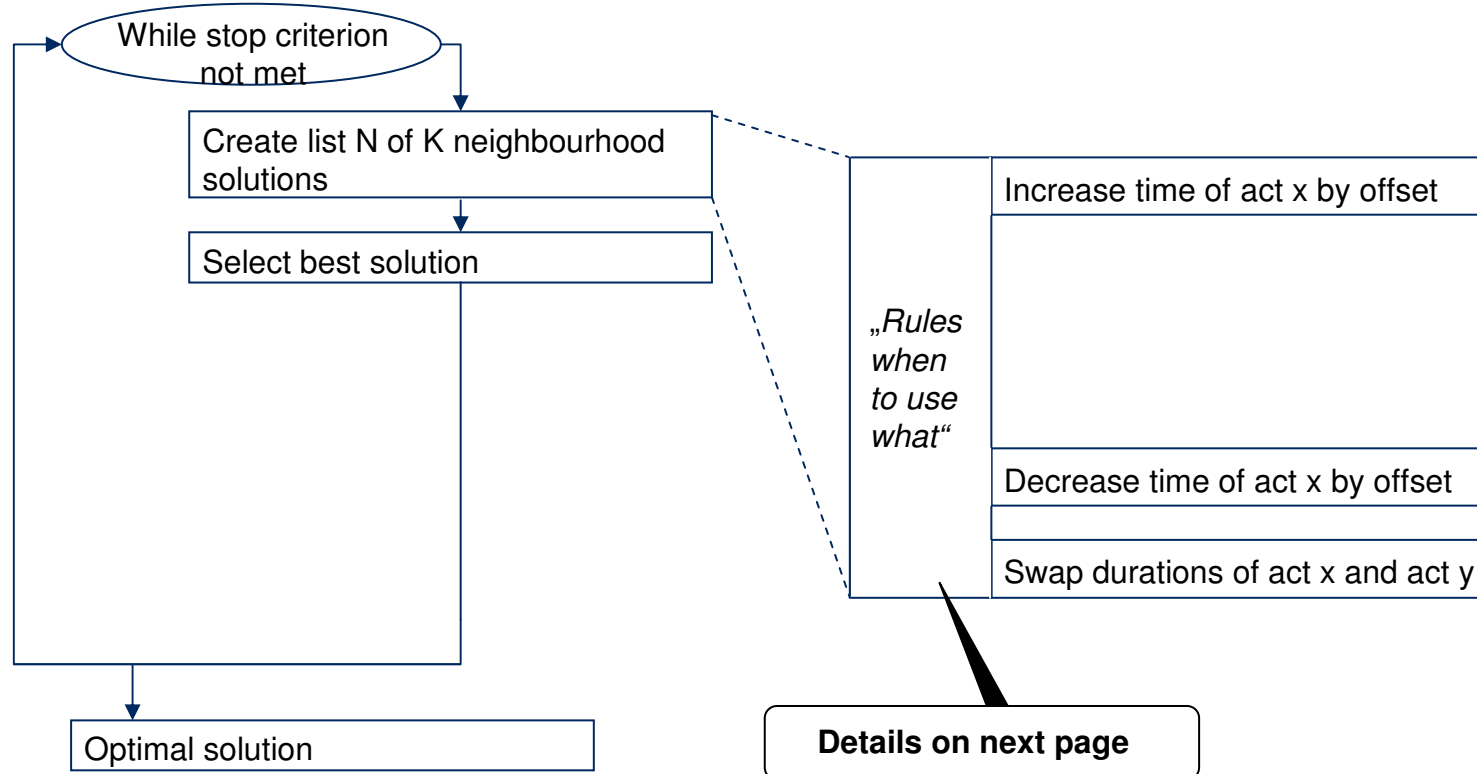 While stop criterion
not met
Create list N of K neighbourhood
solutions
Select best solution
Optimal solution
„Rules
when
to use
what“
Increase time of act x by offset
Decrease time of act x by offset
Swap durations of act x and act y
Details on next page